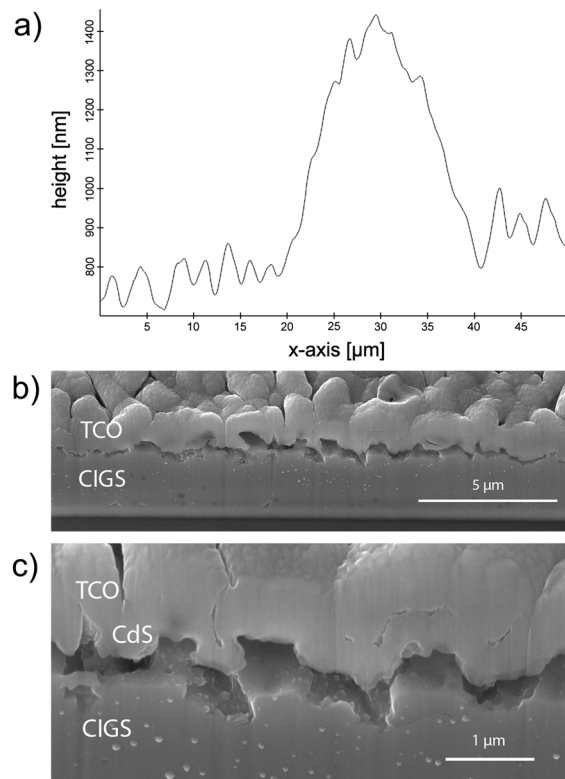 a)
height [nm]
1400
1300
1200
1100
1000
900
800
5 10 15 20 25 30 35 40 45
x-axis [µm]
b)
TCO
CIGS
5 µm
c)
TCO
CdS
CIGS
1 µm